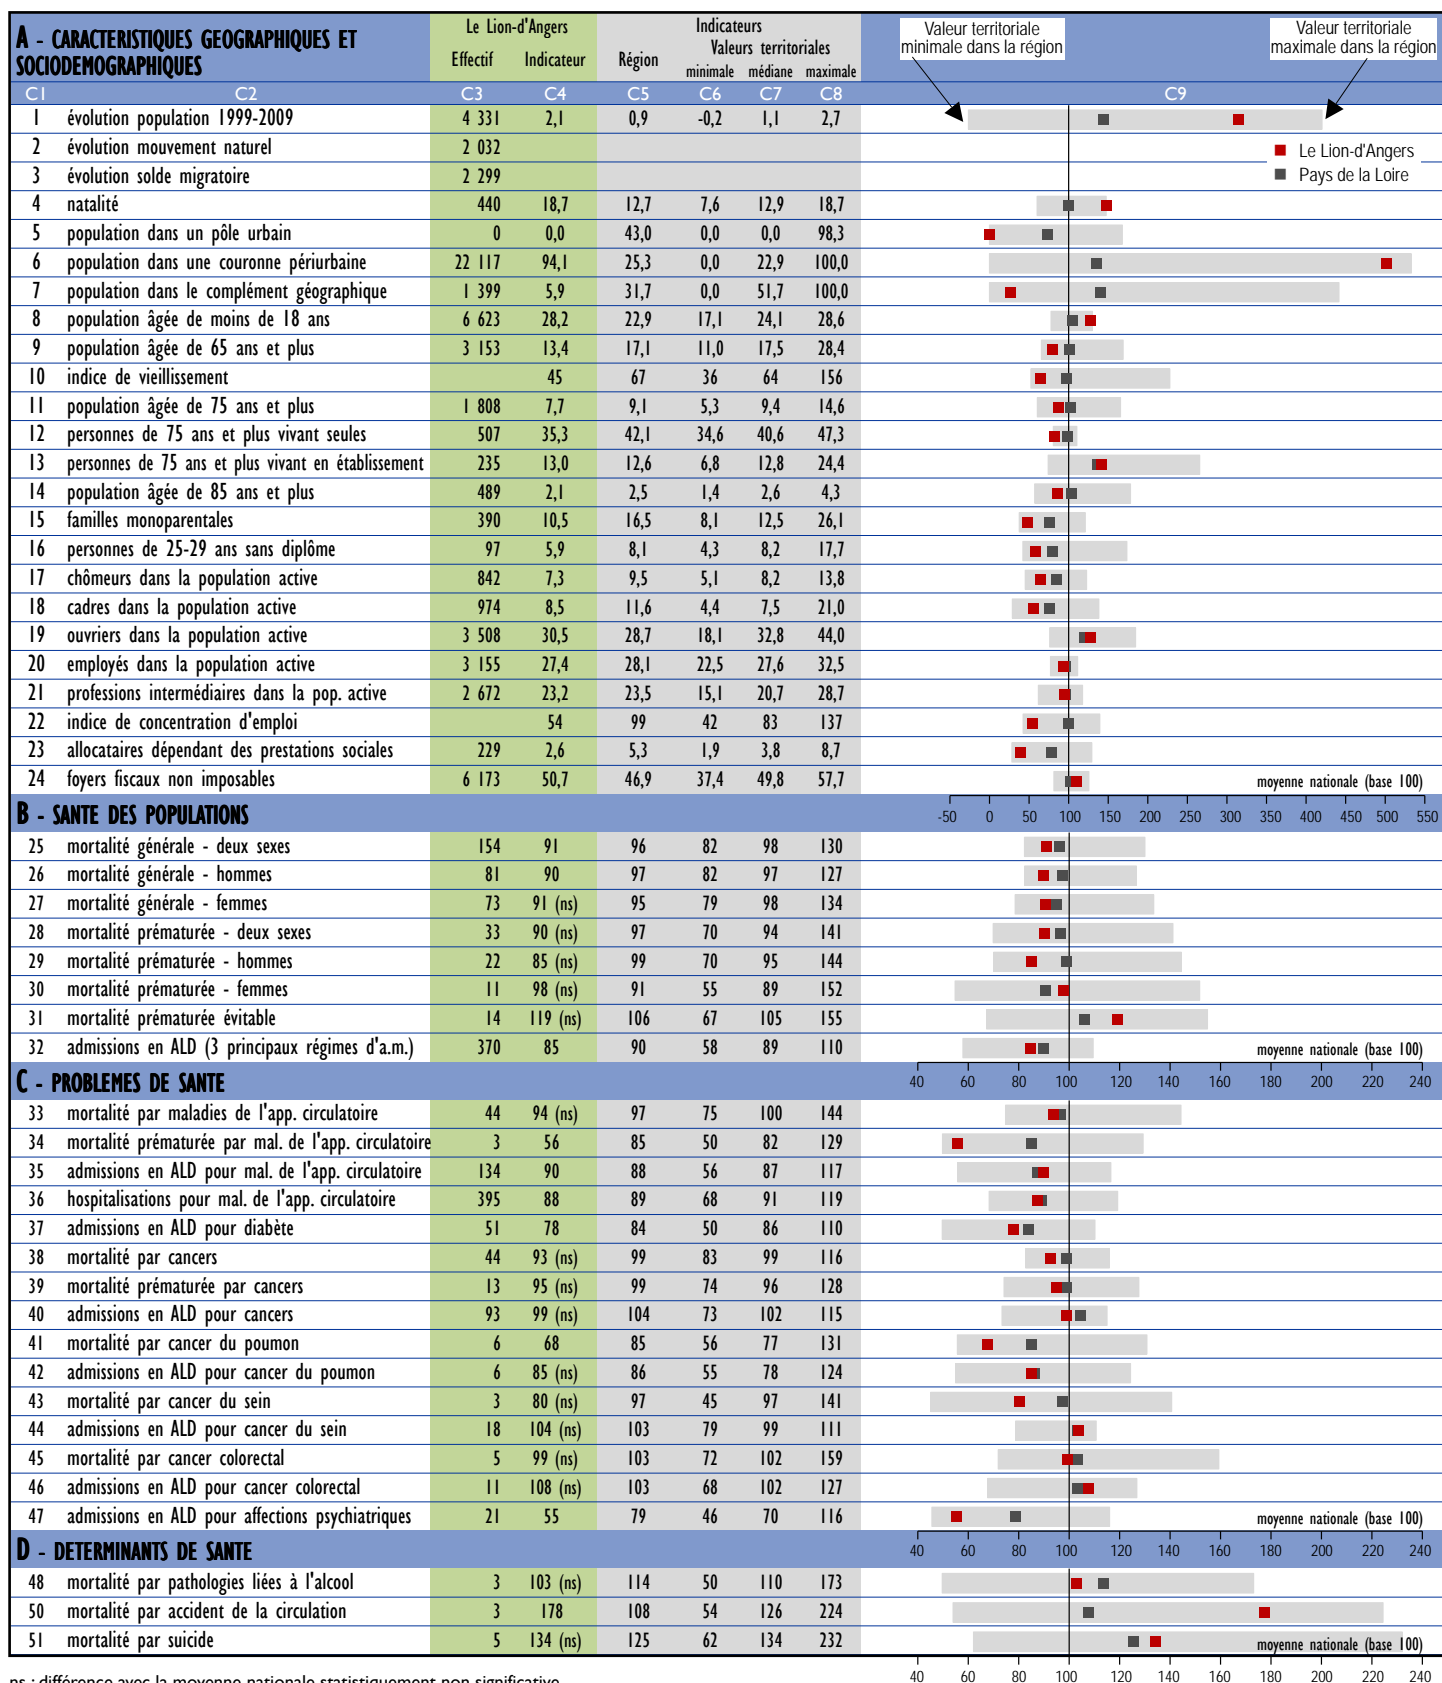 A - CARACTERISTIQUES GEOGRAPHIQUES ET SOCIODEMOGRAPHIQUES
Le Lion-d'Angers
Effectif Indicateur
Indicateurs
Région Valeurs territoriales
minimale médiane maximale
Valeur territoriale minimale dans la région
Valeur territoriale maximale dans la région
C1 C2 C3 C4 C5 C6 C7 C8 C9
1 évolution population 1999-2009 4 331 2,1 0,9 -0,2 1,1 2,7
2 évolution mouvement naturel 2 032
Le Lion-d'Angers
3 évolution solde migratoire 2 299
Pays de la Loire
4 natalité 440 18,7 12,7 7,6 12,9 18,7
5 population dans un pôle urbain 0 0,0 43,0 0,0 0,0 98,3
6 population dans une couronne périurbaine 22 117 94,1 25,3 0,0 22,9 100,0
7 population dans le complément géographique 1 399 5,9 31,7 0,0 51,7 100,0
8 population âgée de moins de 18 ans 6 623 28,2 22,9 17,1 24,1 28,6
9 population âgée de 65 ans et plus 3 153 13,4 17,1 11,0 17,5 28,4
10 indice de vieillissement 45 67 36 64 156
11 population âgée de 75 ans et plus 1 808 7,7 9,1 5,3 9,4 14,6
12 personnes de 75 ans et plus vivant seules 507 35,3 42,1 34,6 40,6 47,3
13 personnes de 75 ans et plus vivant en établissement 235 13,0 12,6 6,8 12,8 24,4
14 population âgée de 85 ans et plus 489 2,1 2,5 1,4 2,6 4,3
15 familles monoparentales 390 10,5 16,5 8,1 12,5 26,1
16 personnes de 25-29 ans sans diplôme 97 5,9 8,1 4,3 8,2 17,7
17 chômeurs dans la population active 842 7,3 9,5 5,1 8,2 13,8
18 cadres dans la population active 974 8,5 11,6 4,4 7,5 21,0
19 ouvriers dans la population active 3 508 30,5 28,7 18,1 32,8 44,0
20 employés dans la population active 3 155 27,4 28,1 22,5 27,6 32,5
21 professions intermédiaires dans la pop. active 2 672 23,2 23,5 15,1 20,7 28,7
22 indice de concentration d'emploi 54 99 42 83 137
23 allocataires dépendant des prestations sociales 229 2,6 5,3 1,9 3,8 8,7
24 foyers fiscaux non imposables 6 173 50,7 46,9 37,4 49,8 57,7 moyenne nationale (base 100)
B - SANTE DES POPULATIONS -50 0 50 100 150 200 250 300 350 400 450 500 550
25 mortalité générale - deux sexes 154 91 96 82 98 130
26 mortalité générale - hommes 81 90 97 82 97 127
27 mortalité générale - femmes 73 91 (ns) 95 79 98 134
28 mortalité prématurée - deux sexes 33 90 (ns) 97 70 94 141
29 mortalité prématurée - hommes 22 85 (ns) 99 70 95 144
30 mortalité prématurée - femmes 11 98 (ns) 91 55 89 152
31 mortalité prématurée évitable 14 119 (ns) 106 67 105 155
32 admissions en ALD (3 principaux régimes d'a.m.) 370 85 90 58 89 110 moyenne nationale (base 100)
C - PROBLEMES DE SANTE 40 60 80 100 120 140 160 180 200 220 240
33 mortalité par maladies de l'app. circulatoire 44 94 (ns) 97 75 100 144
34 mortalité prématurée par mal. de l'app. circulatoire 3 56 85 50 82 129
35 admissions en ALD pour mal. de l'app. circulatoire 134 90 88 56 87 117
36 hospitalisations pour mal. de l'app. circulatoire 395 88 89 68 91 119
37 admissions en ALD pour diabète 51 78 84 50 86 110
38 mortalité par cancers 44 93 (ns) 99 83 99 116
39 mortalité prématurée par cancers 13 95 (ns) 99 74 96 128
40 admissions en ALD pour cancers 93 99 (ns) 104 73 102 115
41 mortalité par cancer du poumon 6 68 85 56 77 131
42 admissions en ALD pour cancer du poumon 6 85 (ns) 86 55 78 124
43 mortalité par cancer du sein 3 80 (ns) 97 45 97 141
44 admissions en ALD pour cancer du sein 18 104 (ns) 103 79 99 111
45 mortalité par cancer colorectal 5 99 (ns) 103 72 102 159
46 admissions en ALD pour cancer colorectal 11 108 (ns) 103 68 102 127
47 admissions en ALD pour affections psychiatriques 21 55 79 46 70 116 moyenne nationale (base 100)
D - DETERMINANTS DE SANTE 40 60 80 100 120 140 160 180 200 220 240
48 mortalité par pathologies liées à l'alcool 3 103 (ns) 114 50 110 173
50 mortalité par accident de la circulation 3 178 108 54 126 224
51 mortalité par suicide 5 134 (ns) 125 62 134 232 moyenne nationale (base 100)
40 60 80 100 120 140 160 180 200 220 240
ns : différence avec la moyenne nationale statistiquement non significative